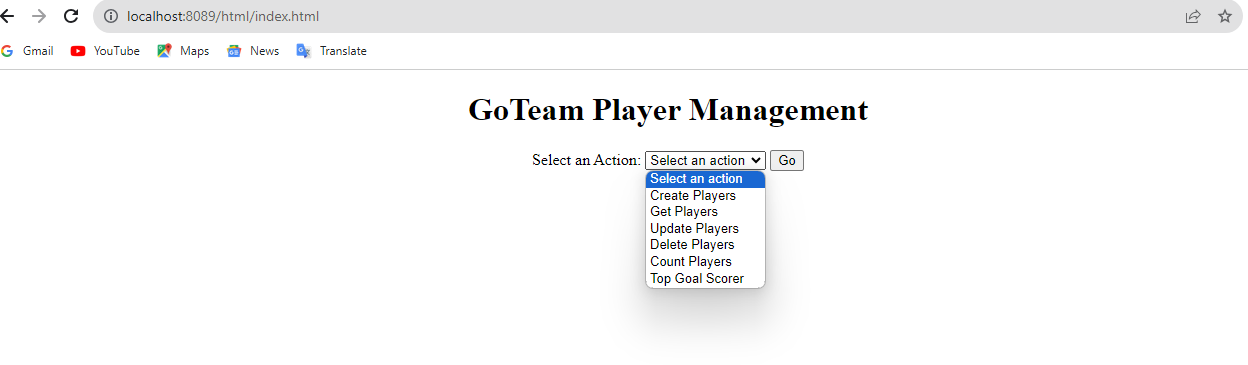 localhost:8089/html/index.html
Gmail YouTube Maps News Translate
GoTeam Player Management
Select an Action: Select an action Go
Select an action
Create Players
Get Players
Update Players
Delete Players
Count Players
Top Goal Scorer